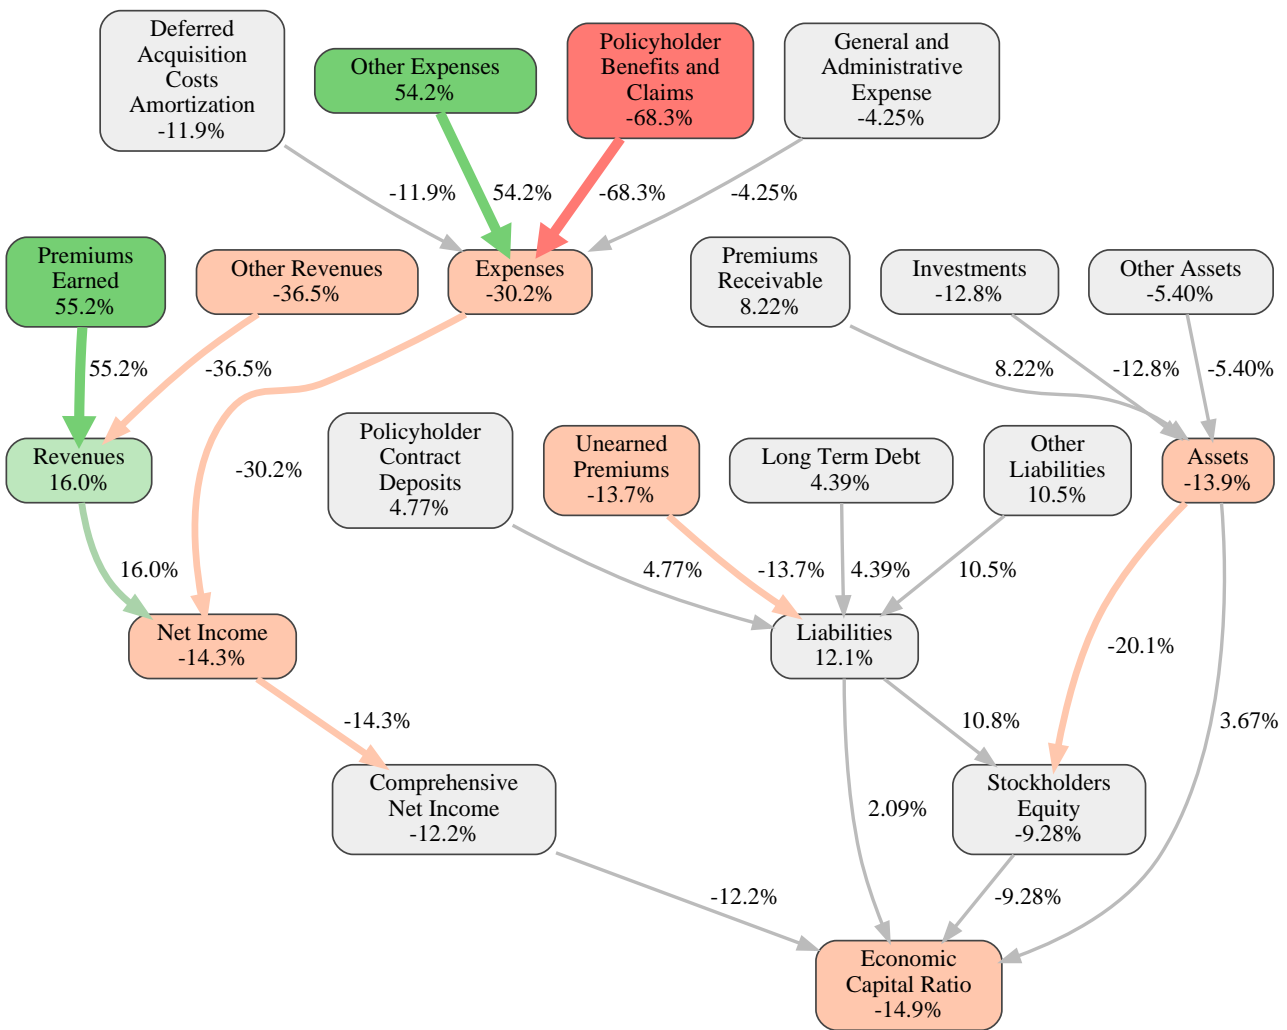 Deferred
Acquisition
Costs
Amortization
-11.9%
Other Expenses
54.2%
Policyholder
Benefits and
Claims
-68.3%
General and
Administrative
Expense
-4.25%
-11.9%
54.2%
-68.3%
-4.25%
Premiums
Earned
55.2%
Other Revenues
-36.5%
Expenses
-30.2%
Premiums
Receivable
8.22%
Investments
-12.8%
Other Assets
-5.40%
55.2%
-36.5%
8.22%
-12.8%
-5.40%
Revenues
16.0%
-30.2%
Policyholder
Contract
Deposits
4.77%
Unearned
Premiums
-13.7%
Long Term Debt
4.39%
Other
Liabilities
10.5%
Assets
-13.9%
16.0%
4.77%
-13.7%
4.39%
10.5%
Net Income
-14.3%
Liabilities
12.1%
-20.1%
-14.3%
10.8%
3.67%
Comprehensive
Net Income
-12.2%
2.09%
Stockholders
Equity
-9.28%
-12.2%
-9.28%
Economic
Capital Ratio
-14.9%